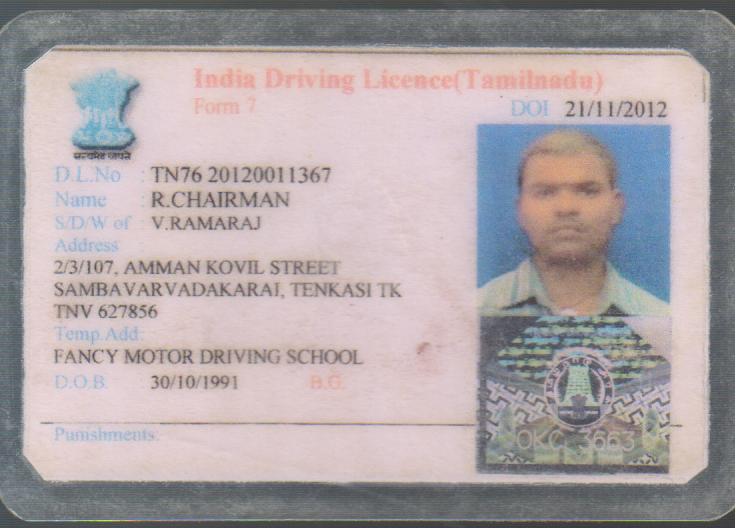 India Driving Licence(Tamilnadu)
Form 7
DOI 21/11/2012
सत्यमेव जयते
D.L.No : TN76 20120011367
Name : R.CHAIRMAN
S/D/W of : V.RAMARAJ
Address
2/3/107, AMMAN KOVIL STREET
SAMBAVARVADAKARAI, TENKASI TK
TNV 627856
Temp.Add:
FANCY MOTOR DRIVING SCHOOL
D.O.B. 30/10/1991 B.G.
Punishments:
OKC 3663